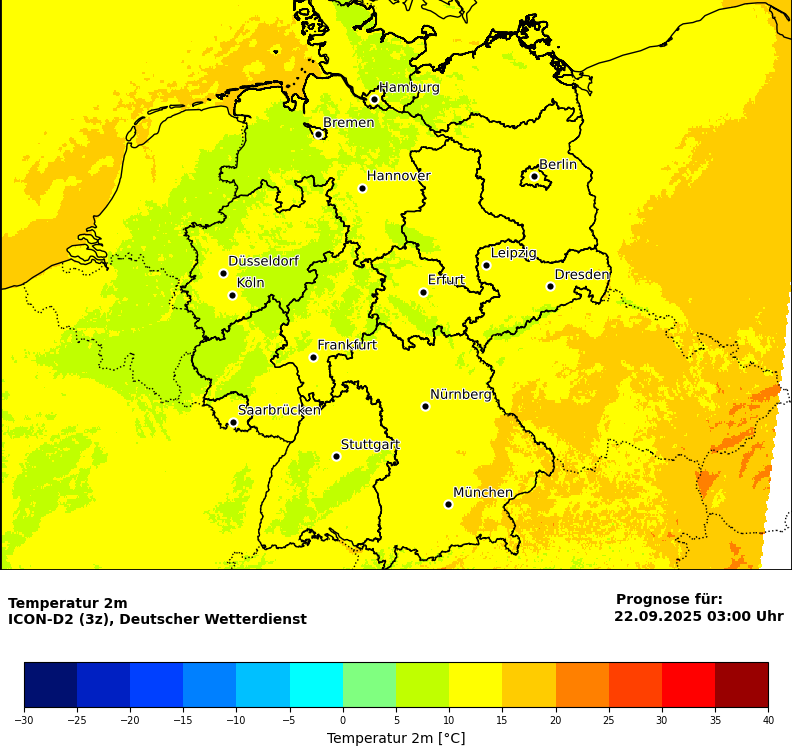 Hamburg
Bremen
Berlin
Hannover
Leipzig
Düsseldorf
Dresden
Köln
Erfurt
Frankfurt
Nürnberg
Saarbrücken
Stuttgart
München
Temperatur 2m
ICON-D2 (3z), Deutscher Wetterdienst
Prognose für:
22.09.2025 03:00 Uhr
−30 −25 −20 −15 −10 −5 0 5 10 15 20 25 30 35 40
Temperatur 2m [°C]